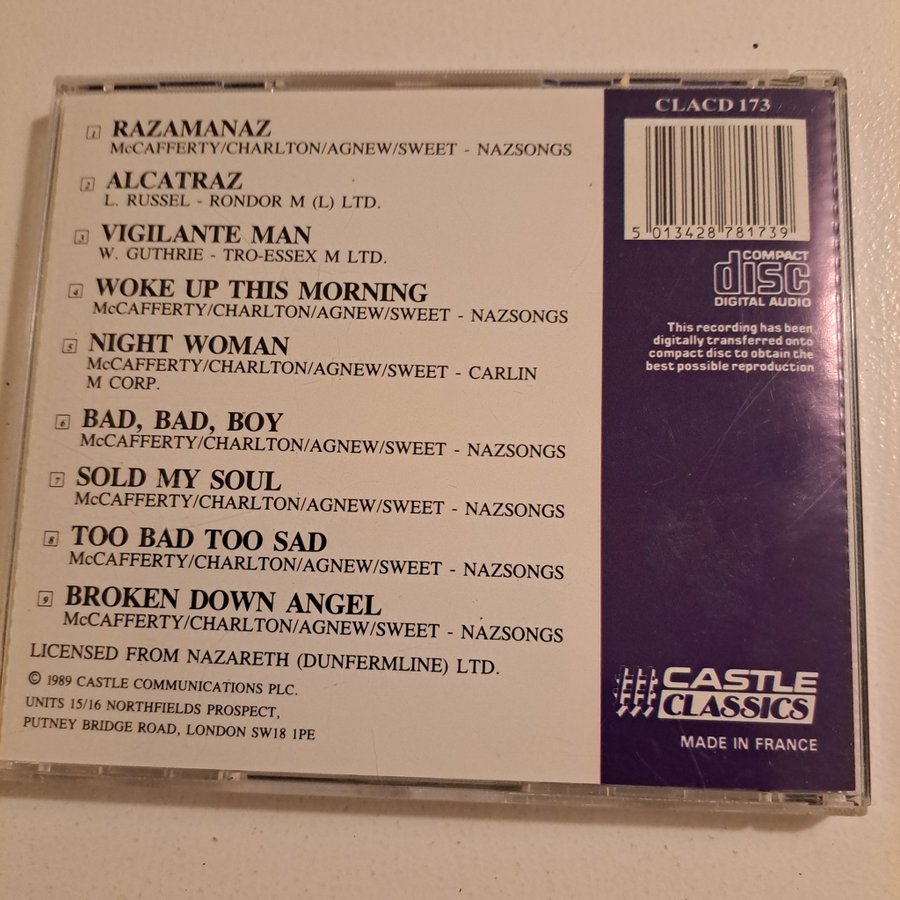 1 RAZAMANAZ
McCAFFERTY/CHARLTON/AGNEW/SWEET - NAZSONGS
2 ALCATRAZ
L. RUSSEL - RONDOR M (L) LTD.
3 VIGILANTE MAN
W. GUTHRIE - TRO-ESSEX M LTD.
4 WOKE UP THIS MORNING
McCAFFERTY/CHARLTON/AGNEW/SWEET - NAZSONGS
5 NIGHT WOMAN
McCAFFERTY/CHARLTON/AGNEW/SWEET - CARLIN
M CORP.
6 BAD, BAD, BOY
McCAFFERTY/CHARLTON/AGNEW/SWEET - NAZSONGS
7 SOLD MY SOUL
McCAFFERTY/CHARLTON/AGNEW/SWEET - NAZSONGS
8 TOO BAD TOO SAD
McCAFFERTY/CHARLTON/AGNEW/SWEET - NAZSONGS
9 BROKEN DOWN ANGEL
McCAFFERTY/CHARLTON/AGNEW/SWEET - NAZSONGS
LICENSED FROM NAZARETH (DUNFERMLINE) LTD.
© 1989 CASTLE COMMUNICATIONS PLC.
UNITS 15/16 NORTHFIELDS PROSPECT,
PUTNEY BRIDGE ROAD, LONDON SW18 1PE
CLACD 173
5 013428 781739
COMPACT
disc
DIGITAL AUDIO
This recording has been
digitally transferred onto
compact disc to obtain the
best possible reproduction
CASTLE
CLASSICS
MADE IN FRANCE